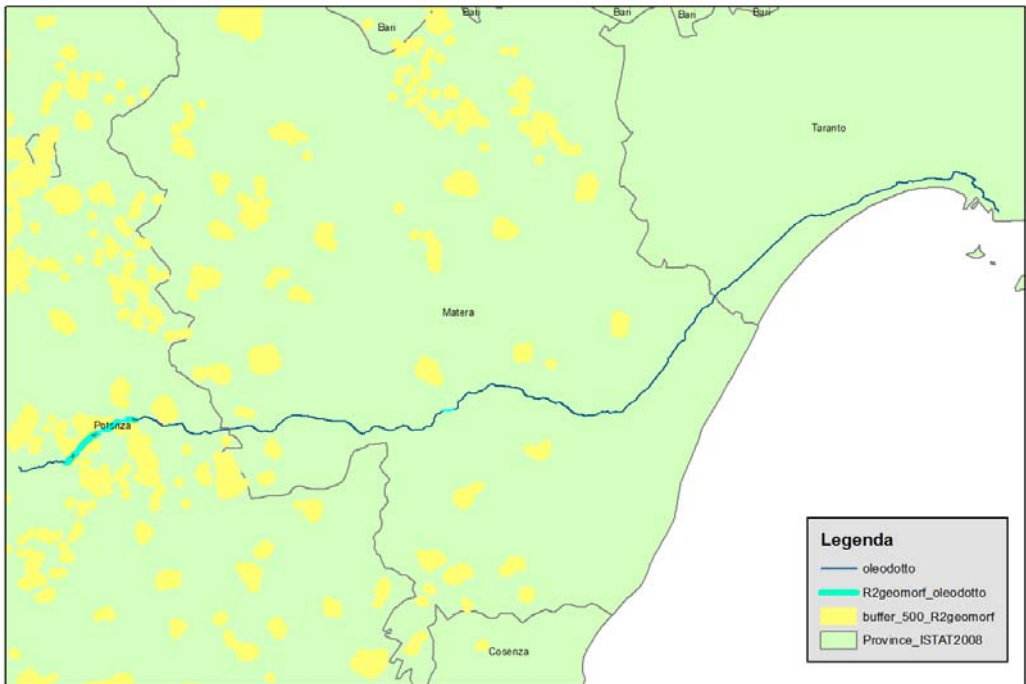 Bari
Bari
Bari
Bari
Bari
Taranto
Matera
Potenza
Cosenza
Legenda
oleodotto
R2geomorf_oleodotto
buffer_500_R2geomorf
Province_ISTAT2008